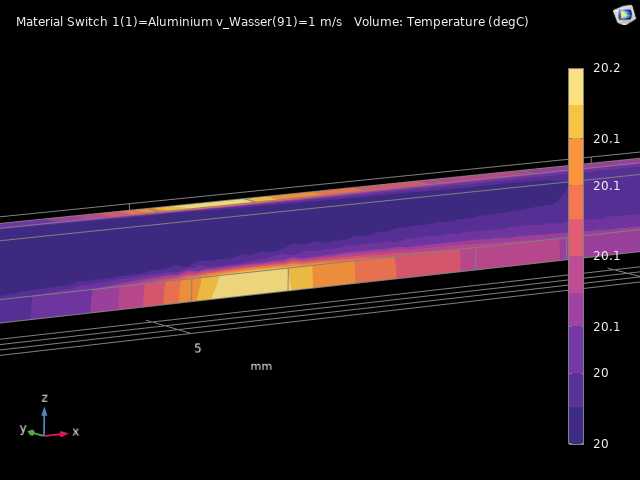 Material Switch 1(1)=Aluminium v_Wasser(91)=1 m/s   Volume: Temperature (degC)
20.2
20.1
20.1
20.1
20.1
20
20
5
mm
z
y
x